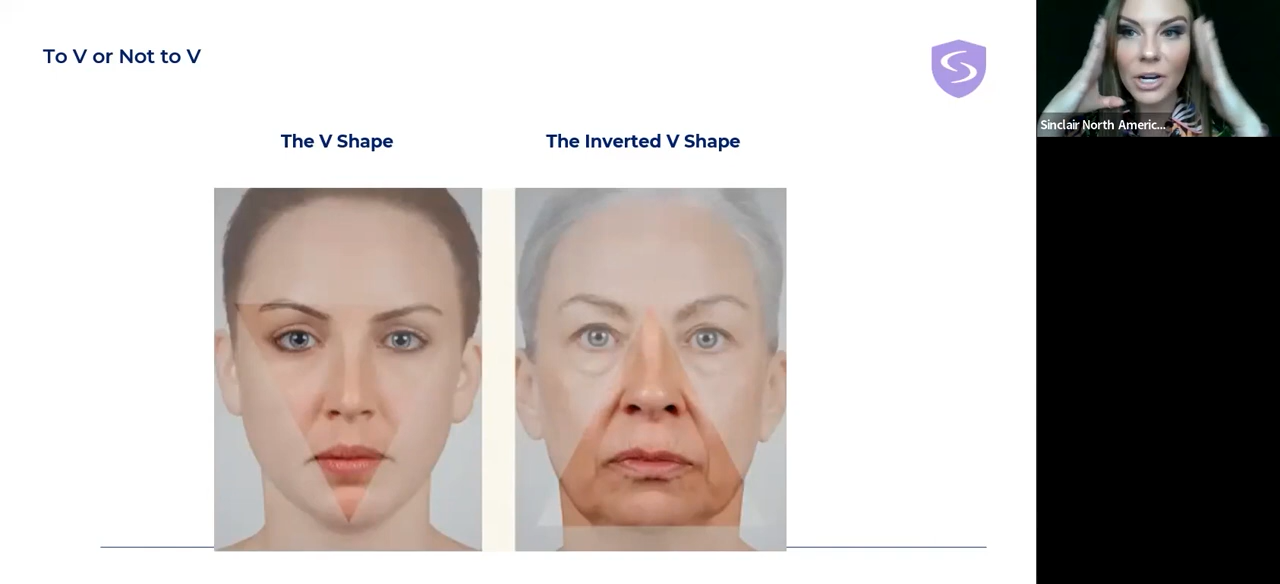 To V or Not to V
The V Shape
The Inverted V Shape
Sinclair North Americ...